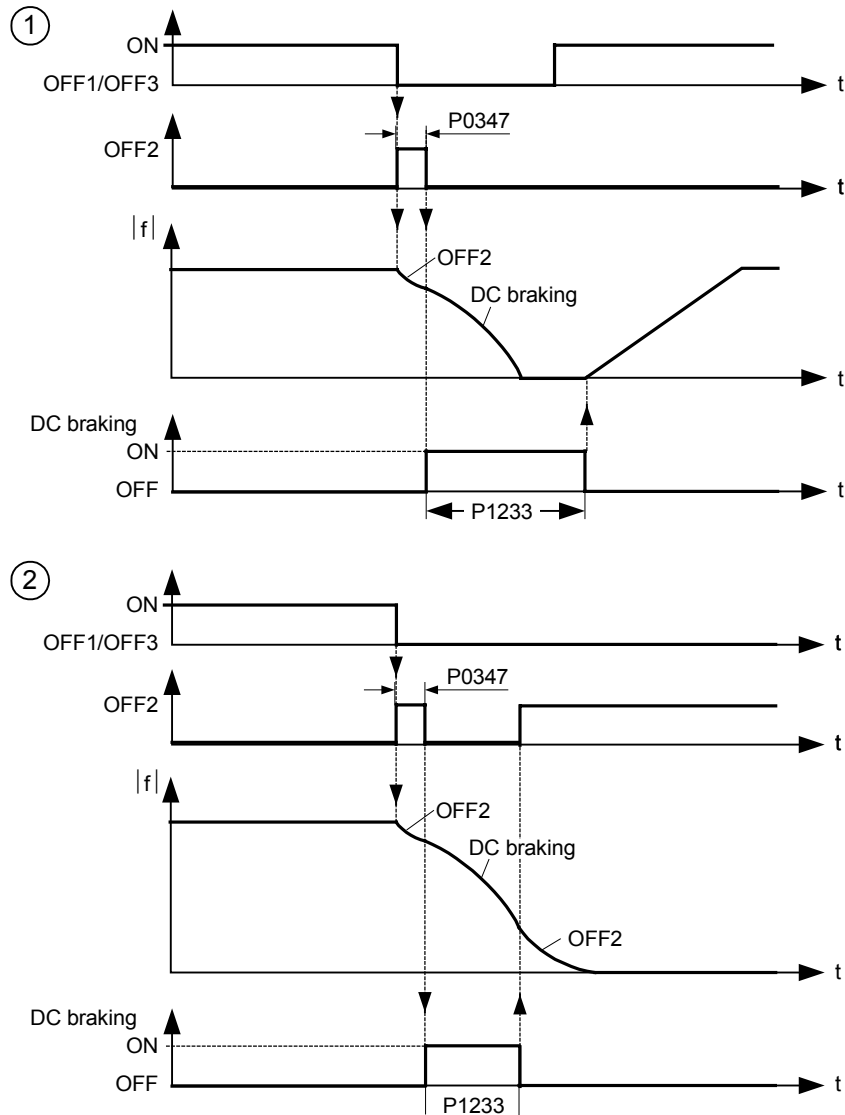 1
ON
OFF1/OFF3
t
P0347
OFF2
t
|f|
OFF2
DC braking
t
DC braking
ON
OFF
t
P1233
2
ON
OFF1/OFF3
t
P0347
OFF2
t
|f|
OFF2
DC braking
OFF2
t
DC braking
ON
OFF
t
P1233